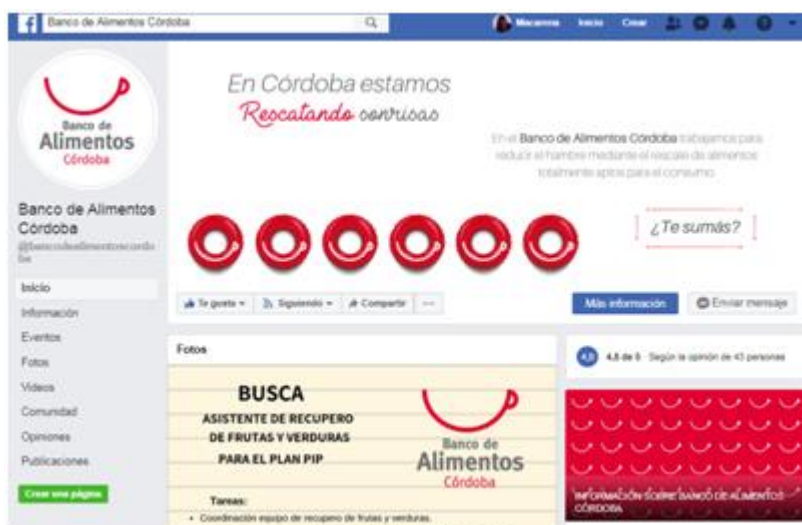 Banco de Alimentos Córdoba
Macarena Inicio Crear
Banco de
Alimentos
Córdoba
En Córdoba estamos
Rescatando sonrisas
En el Banco de Alimentos Córdoba trabajamos para
reducir el hambre mediante el rescate de alimentos
totalmente aptos para el consumo.
¿Te sumás?
Banco de Alimentos
Córdoba
@bancodealimentoscordo
ba
Inicio
Información
Eventos
Fotos
Videos
Comunidad
Opiniones
Publicaciones
Crear una página
Te gusta Siguiendo Compartir
Más información
Enviar mensaje
Fotos
BUSCA
ASISTENTE DE RECUPERO
DE FRUTAS Y VERDURAS
PARA EL PLAN PIP
Tareas:
• Coordinación equipo de recupero de frutas y verduras.
Banco de
Alimentos
Córdoba
4,8 4,8 de 5 · Según la opinión de 43 personas
INFORMACIÓN SOBRE BANCO DE ALIMENTOS
CÓRDOBA